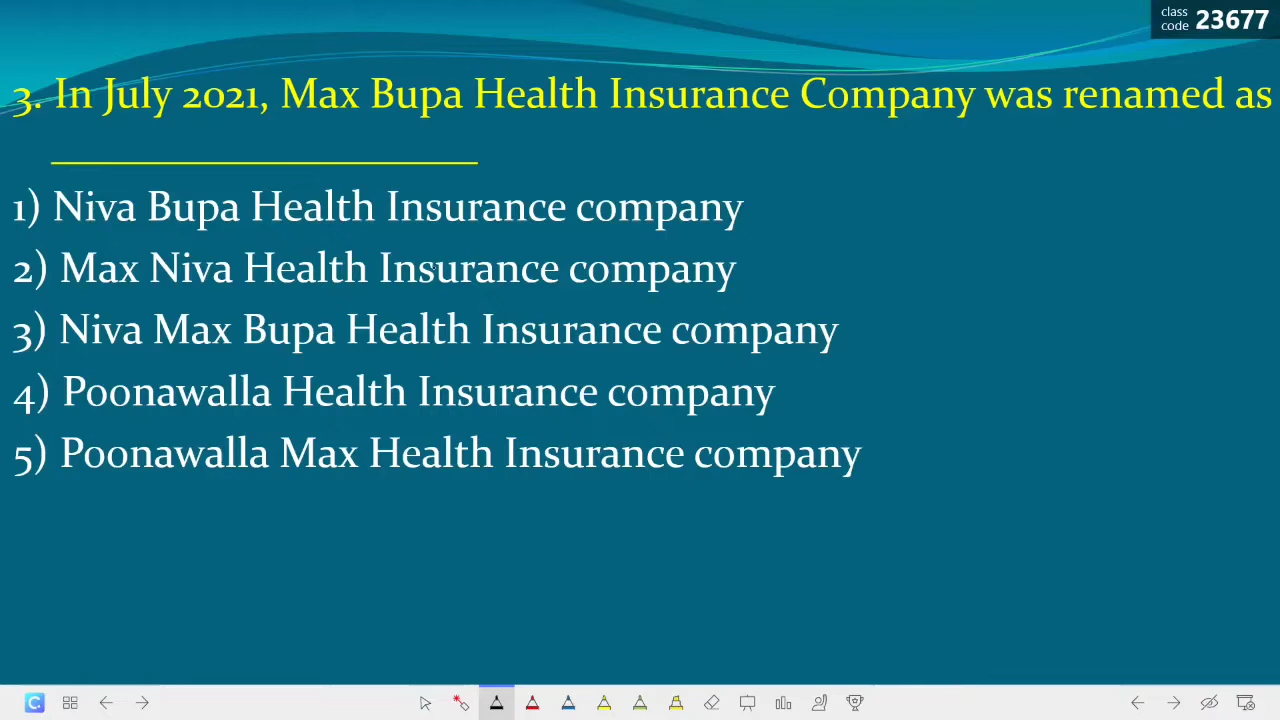 class
code 23677
3. In July 2021, Max Bupa Health Insurance Company was renamed as
____________________
1) Niva Bupa Health Insurance company
2) Max Niva Health Insurance company
3) Niva Max Bupa Health Insurance company
4) Poonawalla Health Insurance company
5) Poonawalla Max Health Insurance company